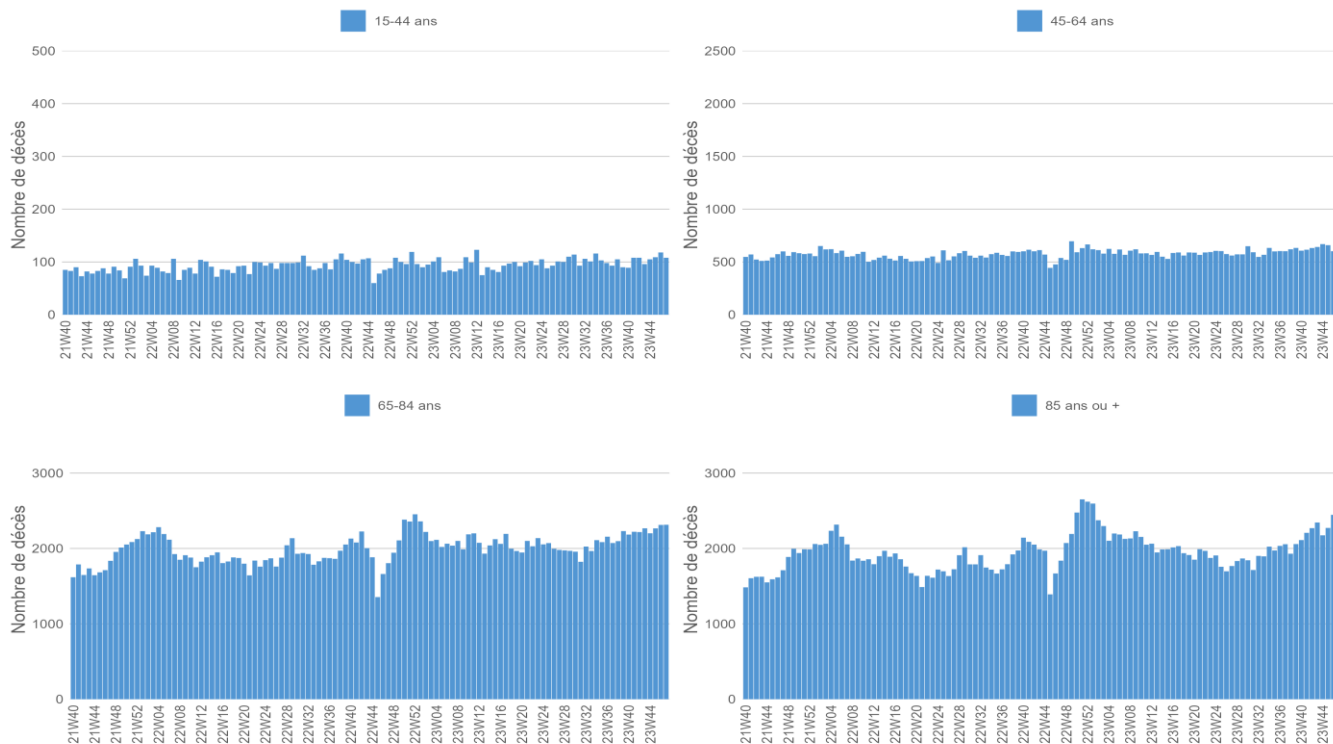 15-44 ans
500
400
300
200
100
0
Nombre de décès
21W40 21W44 21W48 21W52 22W04 22W08 22W12 22W16 22W20 22W24 22W28 22W32 22W36 22W40 22W44 22W48 22W52 23W04 23W08 23W12 23W16 23W20 23W24 23W28 23W32 23W36 23W40 23W44
45-64 ans
2500
2000
1500
1000
500
0
Nombre de décès
21W40 21W44 21W48 21W52 22W04 22W08 22W12 22W16 22W20 22W24 22W28 22W32 22W36 22W40 22W44 22W48 22W52 23W04 23W08 23W12 23W16 23W20 23W24 23W28 23W32 23W36 23W40 23W44
65-84 ans
3000
2000
1000
0
Nombre de décès
21W40 21W44 21W48 21W52 22W04 22W08 22W12 22W16 22W20 22W24 22W28 22W32 22W36 22W40 22W44 22W48 22W52 23W04 23W08 23W12 23W16 23W20 23W24 23W28 23W32 23W36 23W40 23W44
85 ans ou +
3000
2000
1000
0
Nombre de décès
21W40 21W44 21W48 21W52 22W04 22W08 22W12 22W16 22W20 22W24 22W28 22W32 22W36 22W40 22W44 22W48 22W52 23W04 23W08 23W12 23W16 23W20 23W24 23W28 23W32 23W36 23W40 23W44